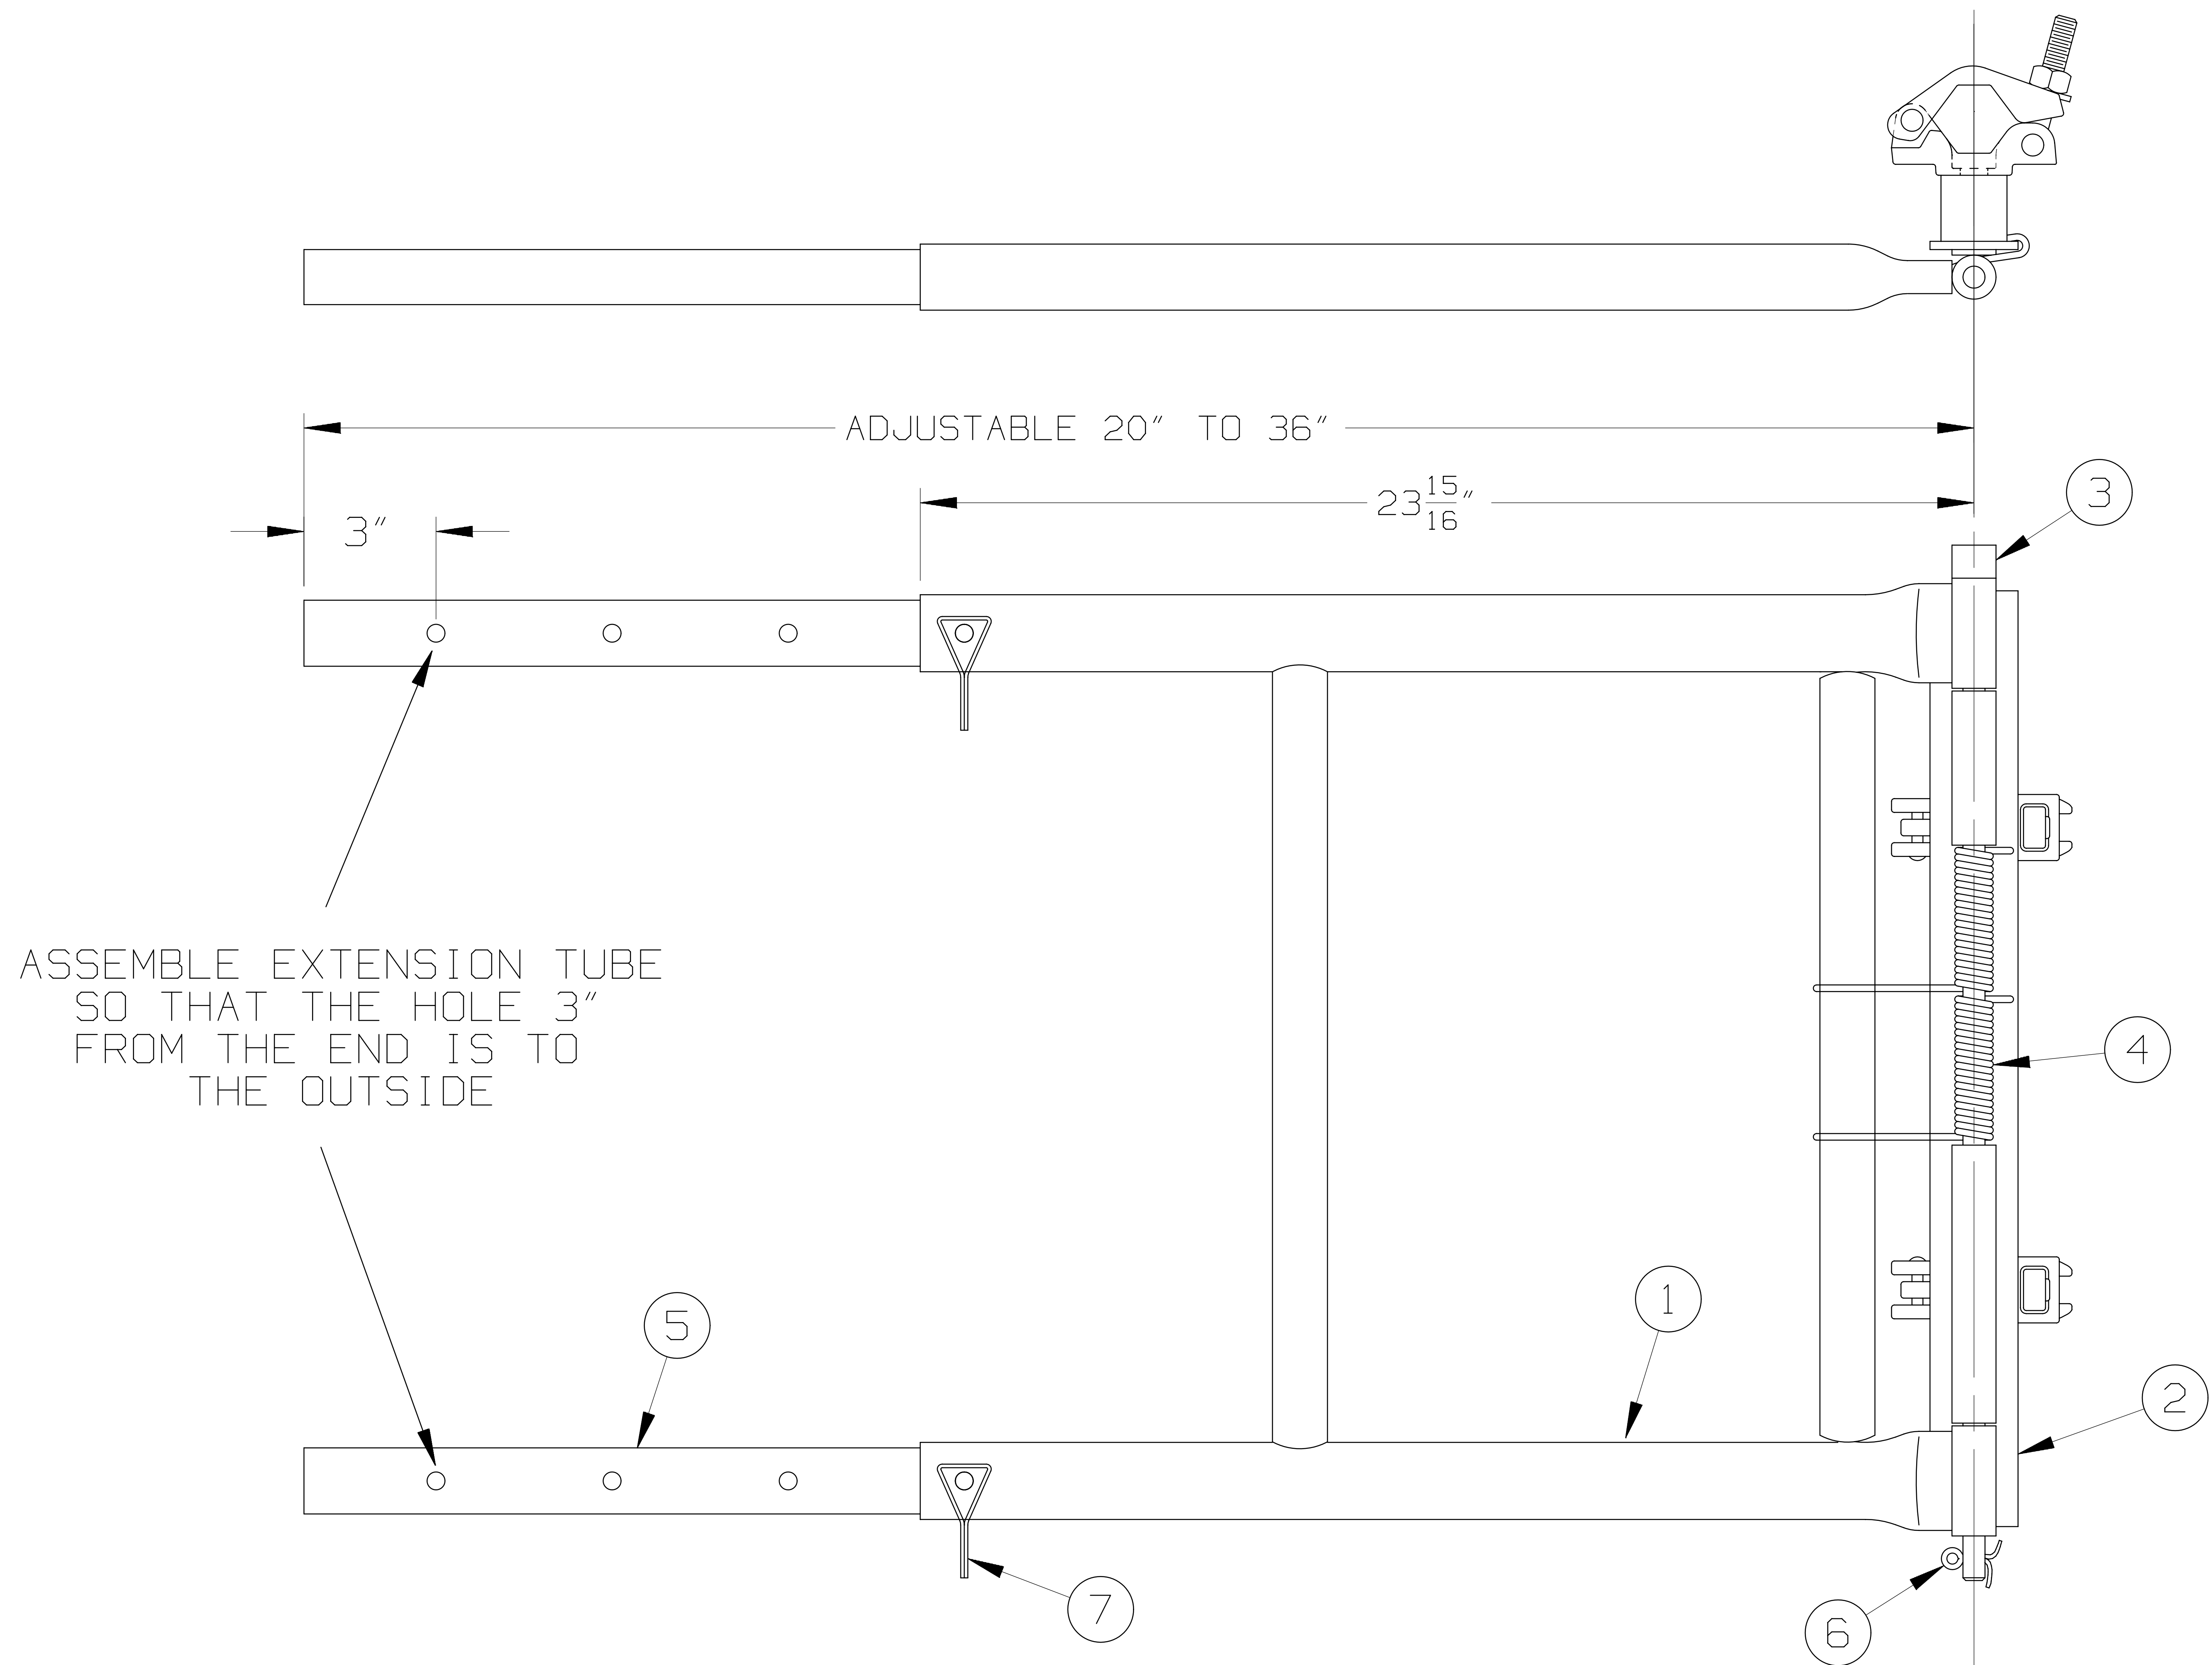 ADJUSTABLE 20" TO 36"
23 15/16"
3"
3
ASSEMBLE EXTENSION TUBE
SO THAT THE HOLE 3"
FROM THE END IS TO
THE OUTSIDE
4
1
5
2
7
6